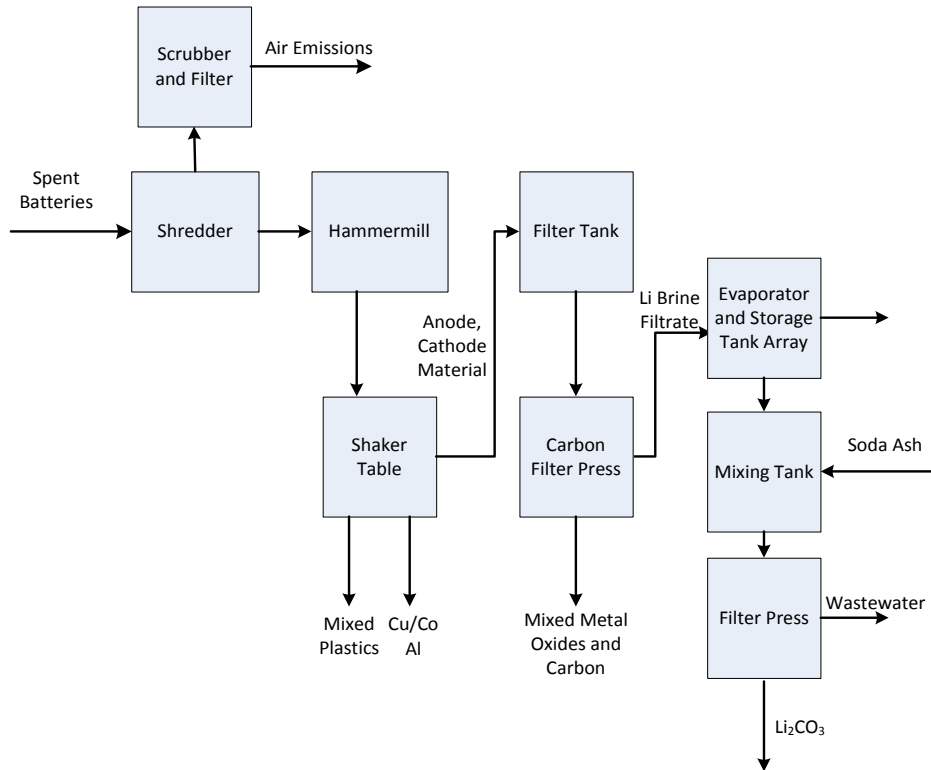 Scrubber
and Filter
Air Emissions
Spent
Batteries
Shredder
Hammermill
Filter Tank
Anode,
Cathode
Material
Li Brine
Filtrate
Evaporator
and Storage
Tank Array
Shaker
Table
Carbon
Filter Press
Mixing Tank
Soda Ash
Mixed
Plastics
Cu/Co
Al
Mixed Metal
Oxides and
Carbon
Filter Press
Wastewater
Li₂CO₃